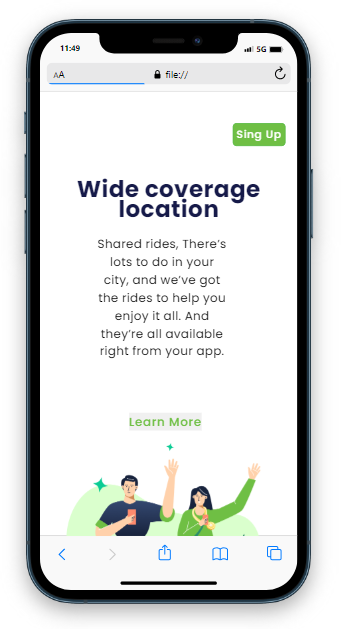 11:49
5G
AA
file://
Sing Up
Wide coverage
location
Shared rides, There's
lots to do in your
city, and we've got
the rides to help you
enjoy it all. And
they're all available
right from your app.
Learn More